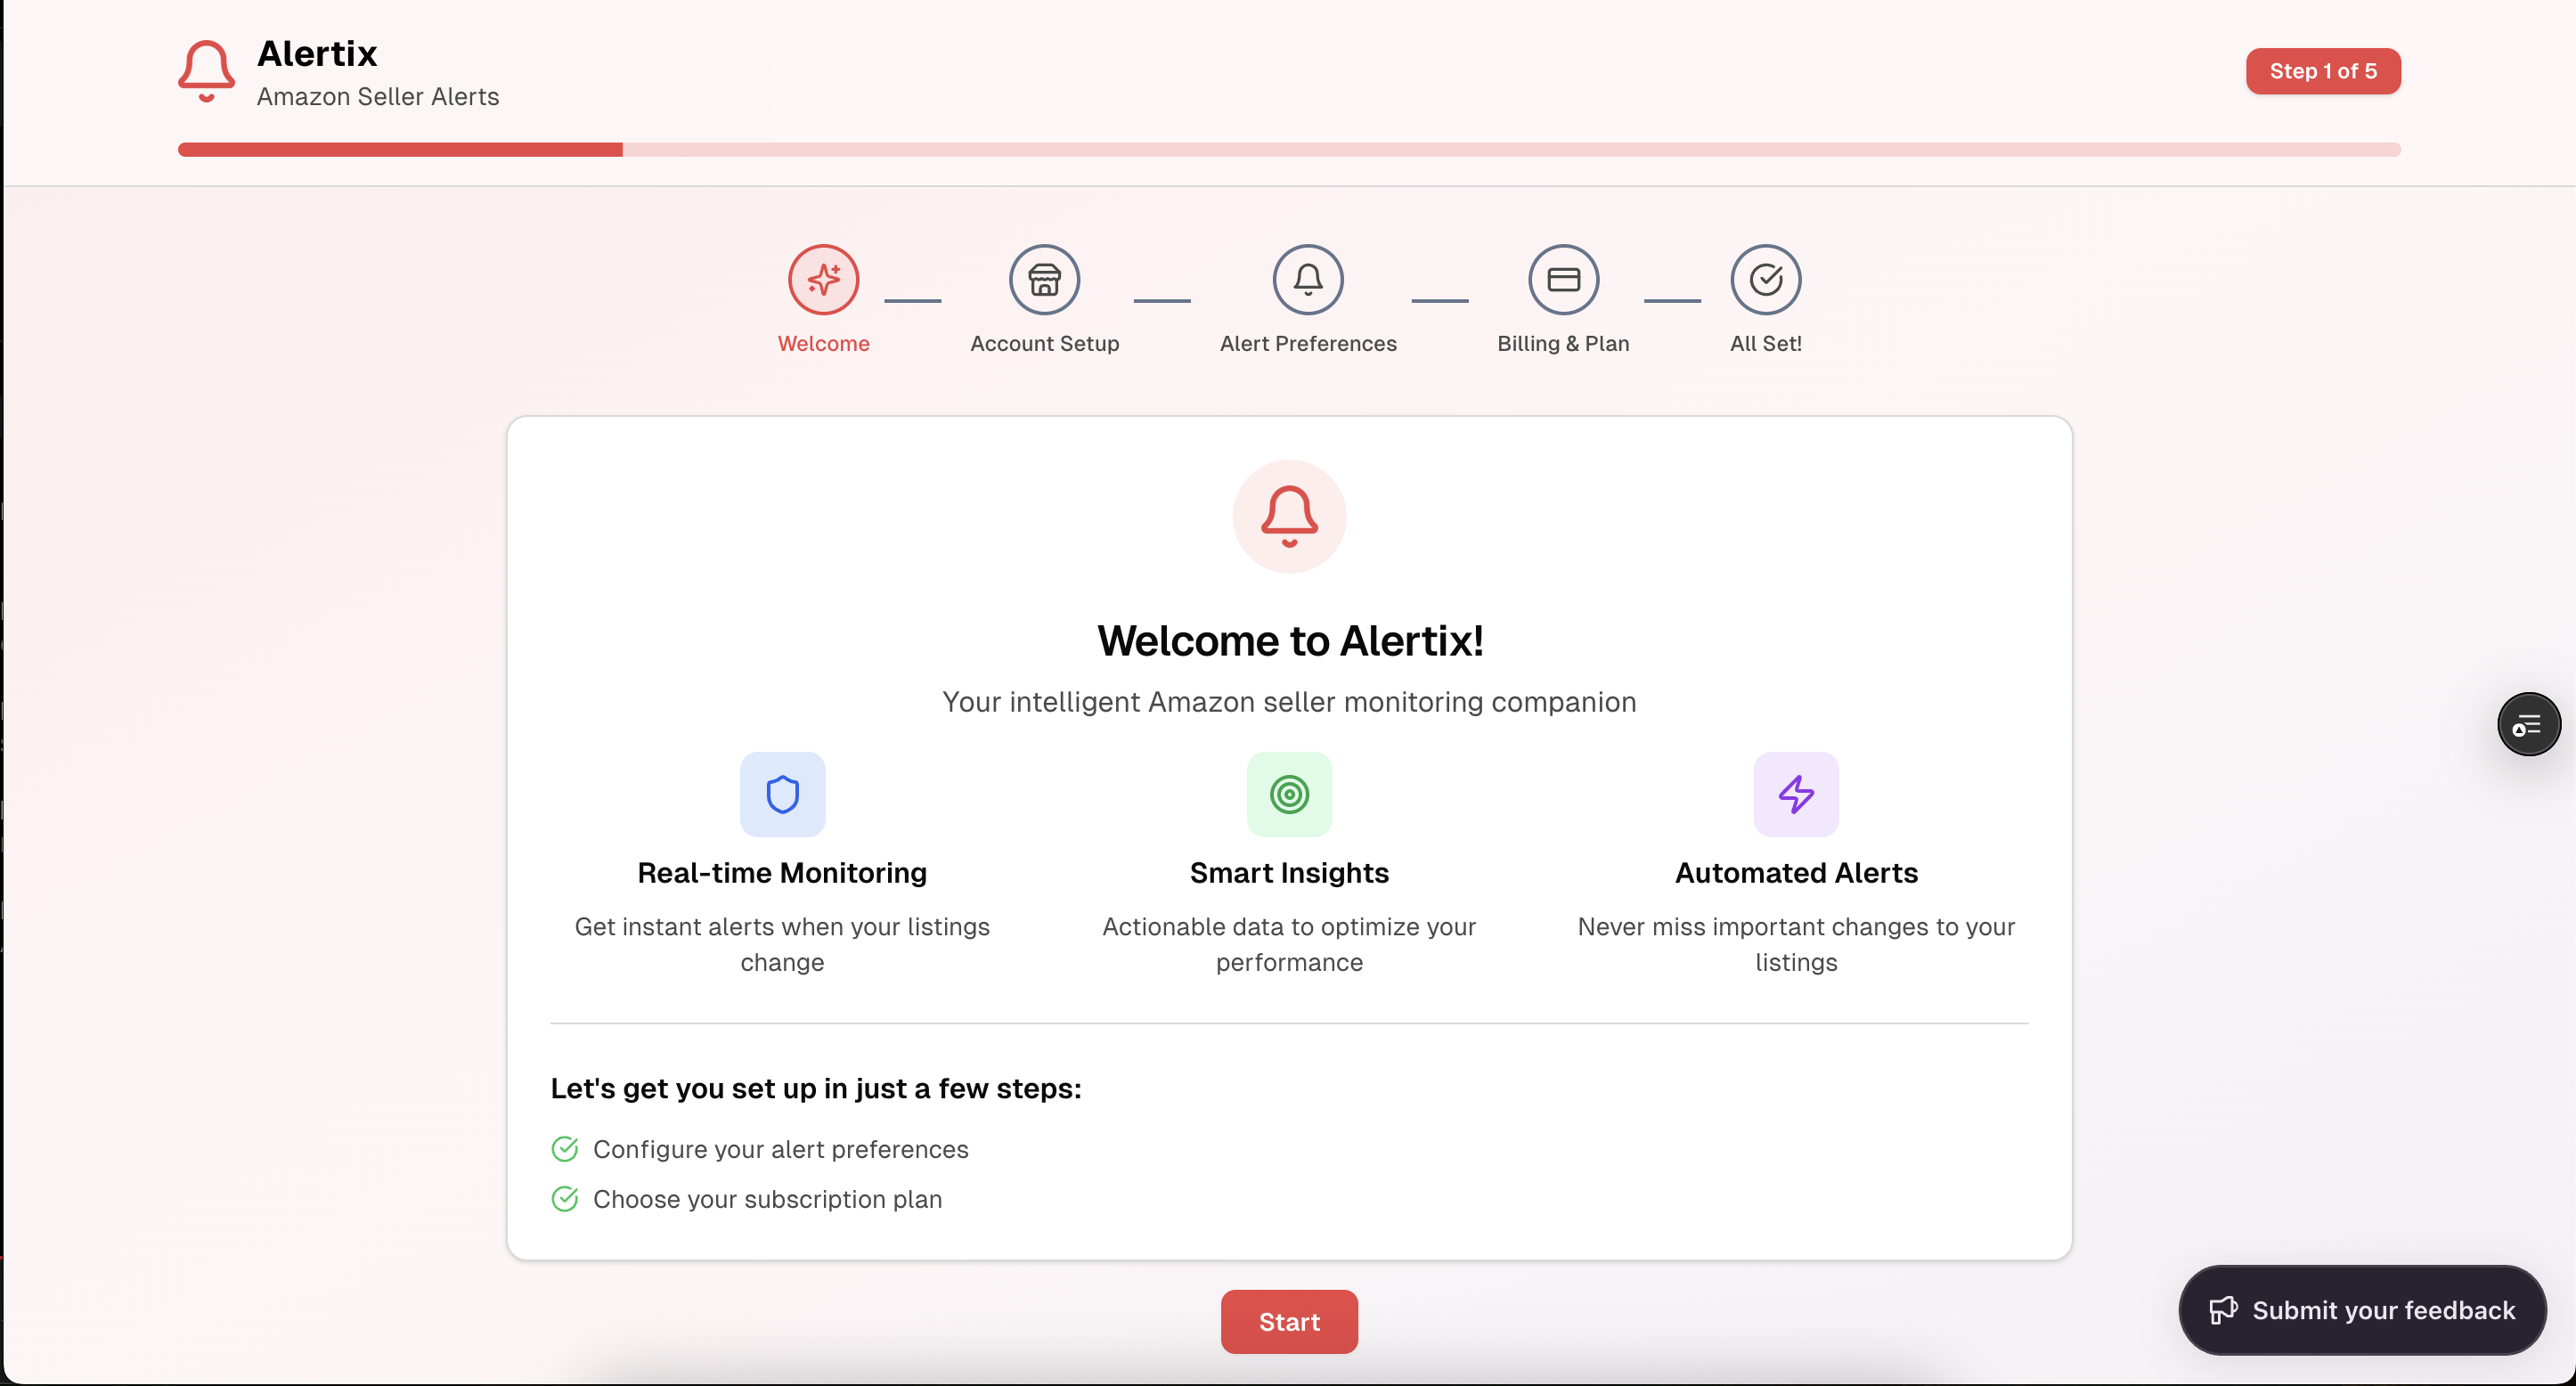 Alertix
Amazon Seller Alerts
Step 1 of 5
Welcome
Account Setup
Alert Preferences
Billing & Plan
All Set!
Welcome to Alertix!
Your intelligent Amazon seller monitoring companion
Real-time Monitoring
Get instant alerts when your listings
change
Smart Insights
Actionable data to optimize your
performance
Automated Alerts
Never miss important changes to your
listings
Let's get you set up in just a few steps:
Configure your alert preferences
Choose your subscription plan
Start
Submit your feedback